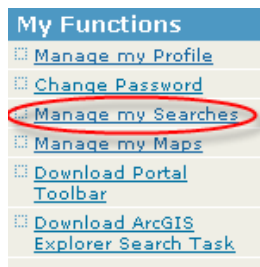 My Functions
Manage my Profile
Change Password
Manage my Searches
Manage my Maps
Download Portal
Toolbar
Download ArcGIS
Explorer Search Task